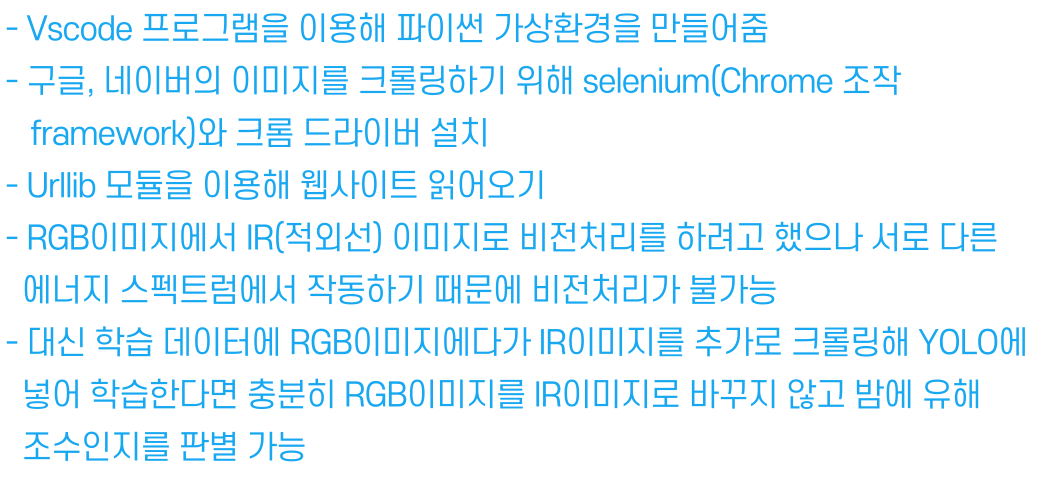 - Vscode 프로그램을 이용해 파이썬 가상환경을 만들어줌
- 구글, 네이버의 이미지를 크롤링하기 위해 selenium(Chrome 조작
framework)와 크롬 드라이버 설치
- Urllib 모듈을 이용해 웹사이트 읽어오기
- RGB이미지에서 IR(적외선) 이미지로 비전처리를 하려고 했으나 서로 다른
에너지 스펙트럼에서 작동하기 때문에 비전처리가 불가능
- 대신 학습 데이터에 RGB이미지에다가 IR이미지를 추가로 크롤링해 YOLO에
넣어 학습한다면 충분히 RGB이미지를 IR이미지로 바꾸지 않고 밤에 유해
조수인지를 판별 가능